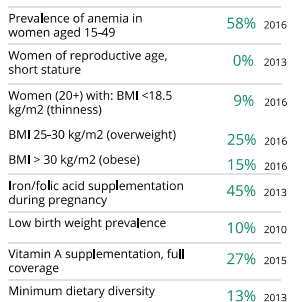 Prevalence of anemia in
women aged 15-49
58% 2016
Women of reproductive age,
short stature
0% 2013
Women (20+) with: BMI <18.5
kg/m2 (thinness)
9% 2016
BMI 25-30 kg/m2 (overweight)
25% 2016
BMI > 30 kg/m2 (obese)
15% 2016
Iron/folic acid supplementation
during pregnancy
45% 2013
Low birth weight prevalence
10% 2010
Vitamin A supplementation, full
coverage
27% 2015
Minimum dietary diversity
13% 2013